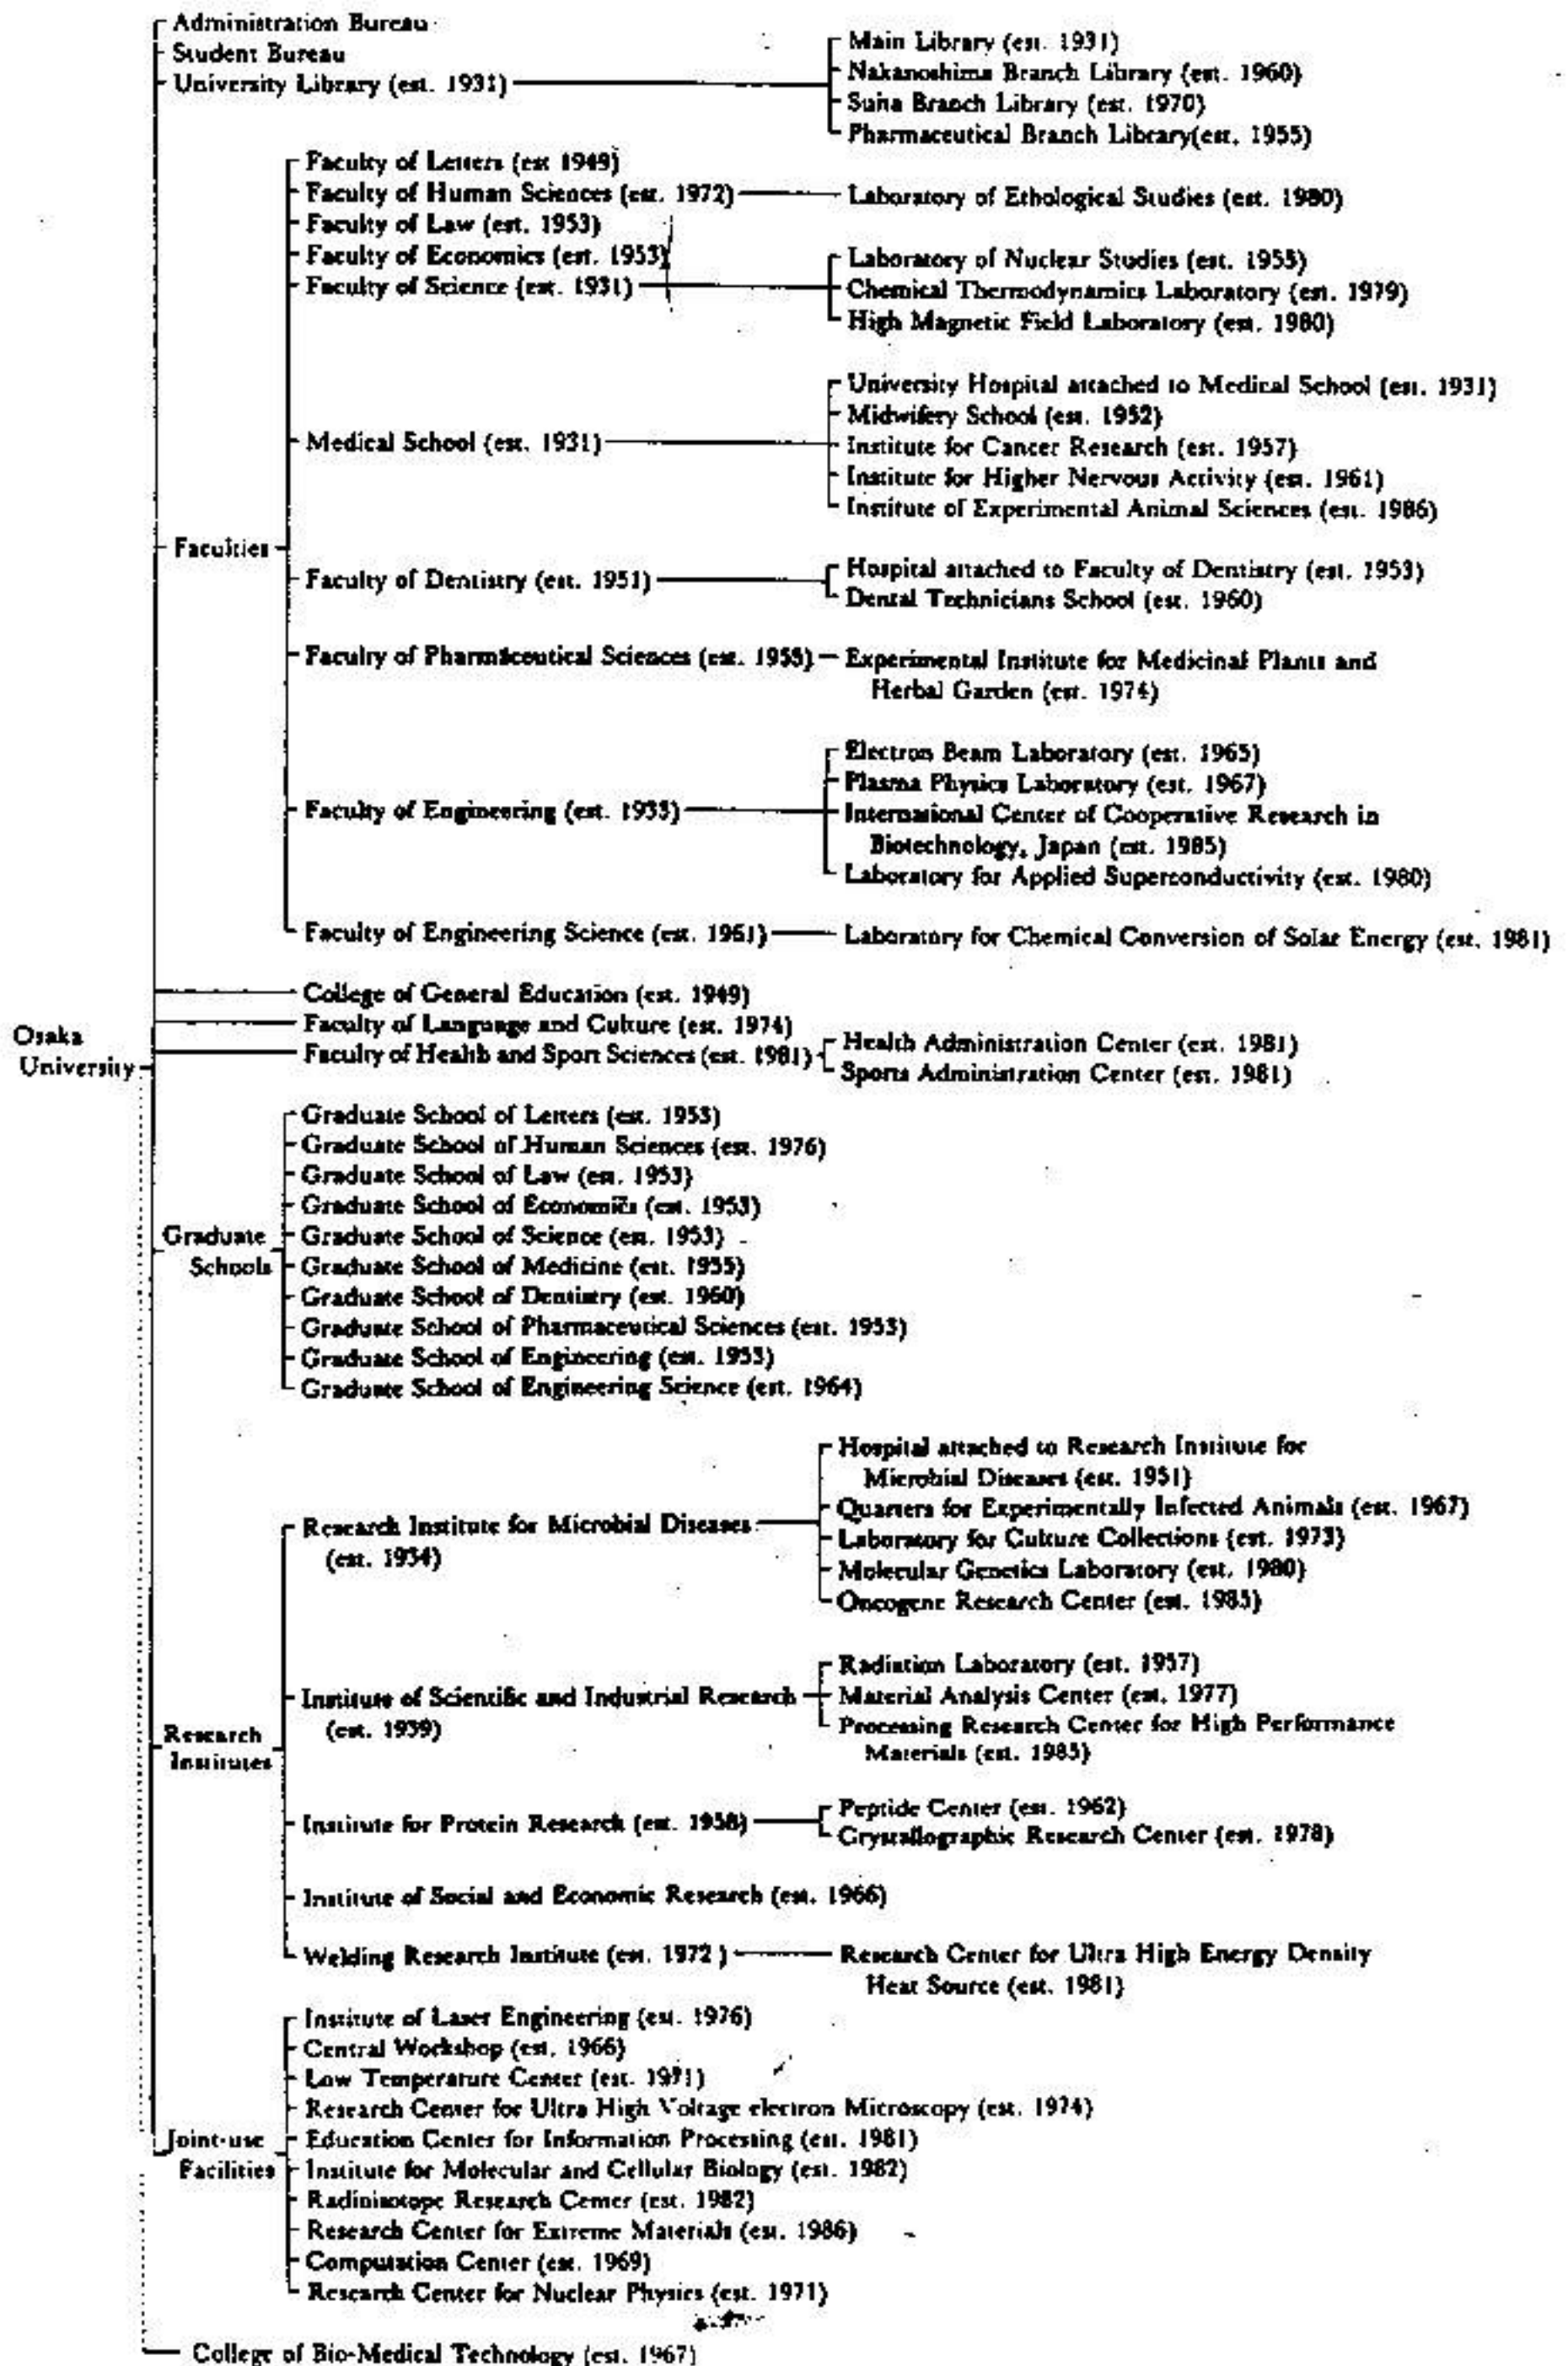 Administration Bureau
Student Bureau
University Library (est. 1931)
Main Library (est. 1931)
Nakanoshima Branch Library (est. 1960)
Suita Branch Library (est. 1970)
Pharmaceutical Branch Library(est. 1955)
Faculties
Faculty of Letters (est 1949)
Faculty of Human Sciences (est. 1972)
Laboratory of Ethological Studies (est. 1980)
Faculty of Law (est. 1953)
Faculty of Economics (est. 1953)
Faculty of Science (est. 1931)
Laboratory of Nuclear Studies (est. 1955)
Chemical Thermodynamics Laboratory (est. 1979)
High Magnetic Field Laboratory (est. 1980)
Medical School (est. 1931)
University Hospital attached to Medical School (est. 1931)
Midwifery School (est. 1952)
Institute for Cancer Research (est. 1957)
Institute for Higher Nervous Activity (est. 1961)
Institute of Experimental Animal Sciences (est. 1986)
Faculty of Dentistry (est. 1951)
Hospital attached to Faculty of Dentistry (est. 1953)
Dental Technicians School (est. 1960)
Faculty of Pharmaceutical Sciences (est. 1955)
Experimental Institute for Medicinal Plants and
Herbal Garden (est. 1974)
Faculty of Engineering (est. 1933)
Electron Beam Laboratory (est. 1965)
Plasma Physics Laboratory (est. 1967)
International Center of Cooperative Research in
Biotechnology, Japan (est. 1985)
Laboratory for Applied Superconductivity (est. 1980)
Faculty of Engineering Science (est. 1961)
Laboratory for Chemical Conversion of Solar Energy (est. 1981)
Osaka
University
College of General Education (est. 1949)
Faculty of Language and Culture (est. 1974)
Faculty of Health and Sport Sciences (est. 1981)
Health Administration Center (est. 1981)
Sports Administration Center (est. 1981)
Graduate
Schools
Graduate School of Letters (est. 1953)
Graduate School of Human Sciences (est. 1976)
Graduate School of Law (est. 1953)
Graduate School of Economics (est. 1953)
Graduate School of Science (est. 1953)
Graduate School of Medicine (est. 1955)
Graduate School of Dentistry (est. 1960)
Graduate School of Pharmaceutical Sciences (est. 1953)
Graduate School of Engineering (est. 1953)
Graduate School of Engineering Science (est. 1964)
Research
Institutes
Research Institute for Microbial Diseases
(est. 1934)
Hospital attached to Research Institute for
Microbial Diseases (est. 1951)
Quarters for Experimentally Infected Animals (est. 1967)
Laboratory for Culture Collections (est. 1973)
Molecular Genetics Laboratory (est. 1980)
Oncogene Research Center (est. 1985)
Institute of Scientific and Industrial Research
(est. 1939)
Radiation Laboratory (est. 1957)
Material Analysis Center (est. 1977)
Processing Research Center for High Performance
Materials (est. 1985)
Institute for Protein Research (est. 1958)
Peptide Center (est. 1962)
Crystallographic Research Center (est. 1978)
Institute of Social and Economic Research (est. 1966)
Welding Research Institute (est. 1972 )
Research Center for Ultra High Energy Density
Heat Source (est. 1981)
Joint-use
Facilities
Institute of Laser Engineering (est. 1976)
Central Workshop (est. 1966)
Low Temperature Center (est. 1971)
Research Center for Ultra High Voltage electron Microscopy (est. 1974)
Education Center for Information Processing (est. 1981)
Institute for Molecular and Cellular Biology (est. 1982)
Radioisotope Research Center (est. 1982)
Research Center for Extreme Materials (est. 1986)
Computation Center (est. 1969)
Research Center for Nuclear Physics (est. 1971)
College of Bio-Medical Technology (est. 1967)